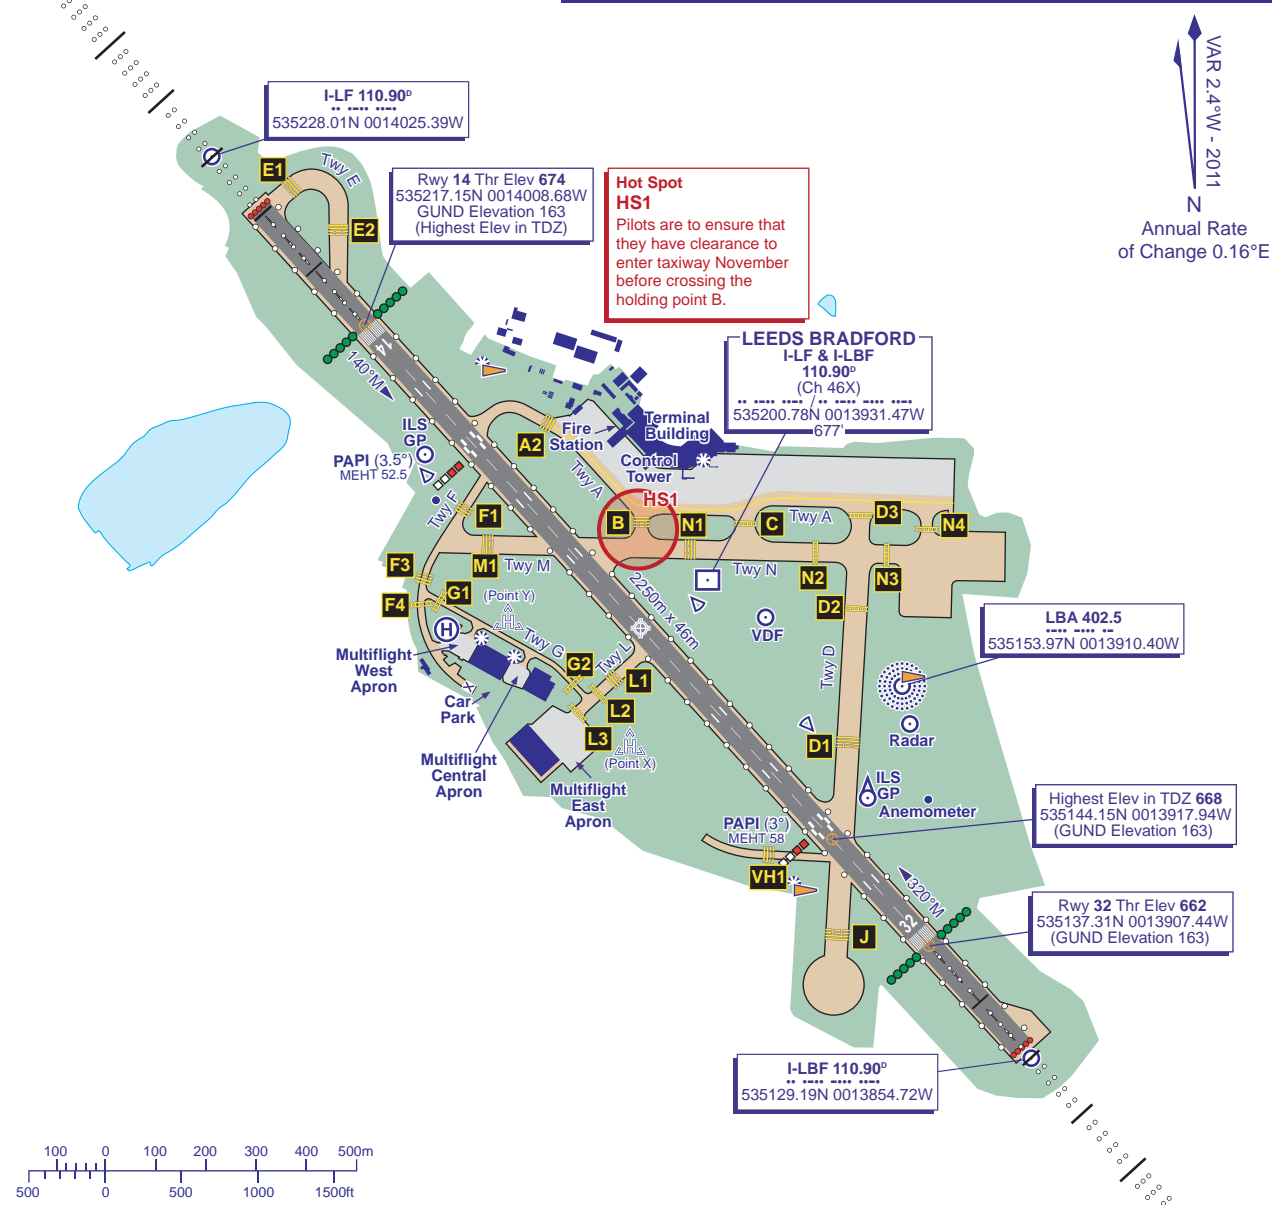 I-LF 110.90ᴰ
•• •-•• ••-•
535228.01N 0014025.39W
VAR 2.4°W - 2011
N
Annual Rate
of Change 0.16°E
E1
Twy E
E2
Rwy 14 Thr Elev 674
535217.15N 0014008.68W
GUND Elevation 163
(Highest Elev in TDZ)
Hot Spot
HS1
Pilots are to ensure that
they have clearance to
enter taxiway November
before crossing the
holding point B.
14
140°M
LEEDS BRADFORD
I-LF & I-LBF
110.90ᴰ
(Ch 46X)
535200.78N 0013931.47W
677'
ILS
GP
PAPI (3.5°)
MEHT 52.5
A2
Fire
Station
Terminal
Building
Control
Tower
Twy A
HS1
Twy F
F1
B
N1
C
Twy A
D3
N4
M1
Twy M
Twy N
N2
N3
F3
F4
G1
(Point Y)
H
2250m x 46m
D2
VDF
LBA 402.5
535153.97N 0013910.40W
H
Twy G
Multiflight
West
Apron
G2
Twy L
L1
Twy D
X
Car
Park
L2
L3
H
(Point X)
D1
Radar
Multiflight
Central
Apron
Multiflight
East
Apron
ILS
GP
Anemometer
Highest Elev in TDZ 668
535144.15N 0013917.94W
(GUND Elevation 163)
PAPI (3°)
MEHT 58
VH1
320°M
32
J
Rwy 32 Thr Elev 662
535137.31N 0013907.44W
(GUND Elevation 163)
I-LBF 110.90ᴰ
535129.19N 0013854.72W
100 0 100 200 300 400 500m
500 0 500 1000 1500ft